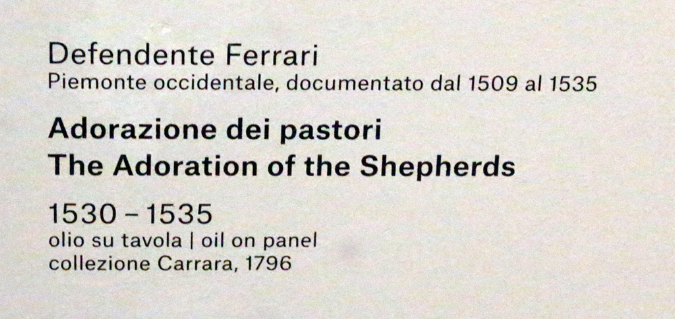 Defendente Ferrari
Piemonte occidentale, documentato dal 1509 al 1535
Adorazione dei pastori
The Adoration of the Shepherds
1530 – 1535
olio su tavola | oil on panel
collezione Carrara, 1796